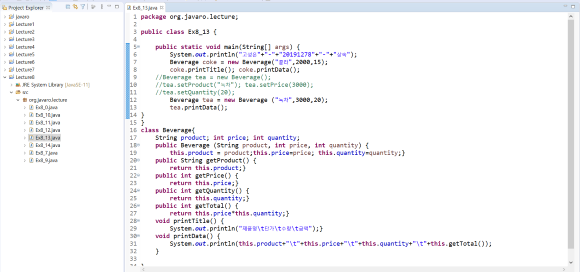 Project Explorer
javaro
Lecture1
Lecture2
Lecture3
Lecture4
Lecture5
Lecture6
Lecture7
Lecture8
JRE System Library [JavaSE-11]
src
org.javaro.lecture
Ex8_0.java
Ex8_10.java
Ex8_11.java
Ex8_12.java
Ex8_13.java
Ex8_14.java
Ex8_7.java
Ex8_9.java
Ex8_13.java
1 package org.javaro.lecture;
2
3 public class Ex8_13 {
4
5 public static void main(String[] args) {
6 System.out.println("고상은"+"-"+"20191278"+"-"+"실습");
7 Beverage coke = new Beverage("콜라",2000,15);
8 coke.printTitle(); coke.printData();
9 //Beverage tea = new Beverage();
10 //tea.setProduct("녹차"); tea.setPrice(3000);
11 //tea.setQuantity(20);
12 Beverage tea = new Beverage ("녹차",3000,20);
13 tea.printData();
14 }
15 }
16 class Beverage{
17 String product; int price; int quantity;
18 public Beverage (String product, int price, int quantity) {
19 this.product = product;this.price=price; this.quantity=quantity;}
20 public String getProduct() {
21 return this.product;}
22 public int getPrice() {
23 return this.price;}
24 public int getQuantity() {
25 return this.quantity;}
26 public int getTotal() {
27 return this.price*this.quantity;}
28 void printTitle() {
29 System.out.println("제품명\t단가\t수량\t금액");}
30 void printData() {
31 System.out.println(this.product+"\t"+this.price+"\t"+this.quantity+"\t"+this.getTotal());
32 }
33